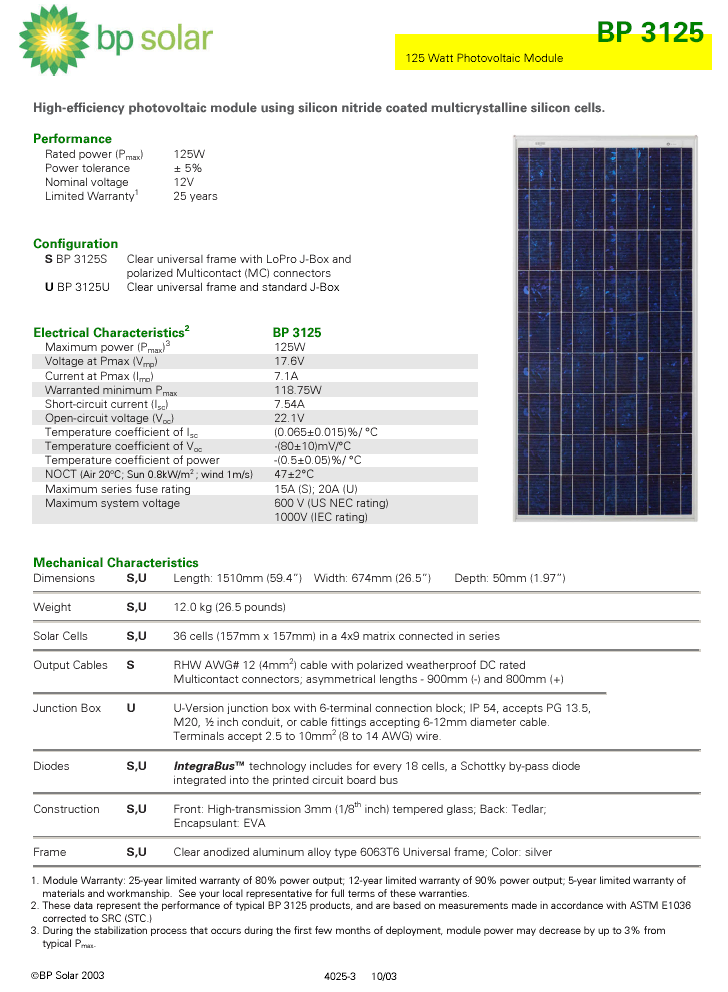 bp solar
BP 3125
125 Watt Photovoltaic Module
High-efficiency photovoltaic module using silicon nitride coated multicrystalline silicon cells.
Performance
Rated power (Pmax) 125W
Power tolerance ± 5%
Nominal voltage 12V
Limited Warranty1 25 years
Configuration
S BP 3125S Clear universal frame with LoPro J-Box and
polarized Multicontact (MC) connectors
U BP 3125U Clear universal frame and standard J-Box
Electrical Characteristics2 BP 3125
Maximum power (Pmax)3 125W
Voltage at Pmax (Vmp) 17.6V
Current at Pmax (Imp) 7.1A
Warranted minimum Pmax 118.75W
Short-circuit current (Isc) 7.54A
Open-circuit voltage (Voc) 22.1V
Temperature coefficient of Isc (0.065±0.015)%/ °C
Temperature coefficient of Voc -(80±10)mV/°C
Temperature coefficient of power -(0.5±0.05)%/ °C
NOCT (Air 20°C; Sun 0.8kW/m2 ; wind 1m/s) 47±2°C
Maximum series fuse rating 15A (S); 20A (U)
Maximum system voltage 600 V (US NEC rating)
1000V (IEC rating)
Mechanical Characteristics
Dimensions S,U Length: 1510mm (59.4”) Width: 674mm (26.5”) Depth: 50mm (1.97”)
Weight S,U 12.0 kg (26.5 pounds)
Solar Cells S,U 36 cells (157mm x 157mm) in a 4x9 matrix connected in series
Output Cables S RHW AWG# 12 (4mm2) cable with polarized weatherproof DC rated
Multicontact connectors; asymmetrical lengths - 900mm (-) and 800mm (+)
Junction Box U U-Version junction box with 6-terminal connection block; IP 54, accepts PG 13.5,
M20, ½ inch conduit, or cable fittings accepting 6-12mm diameter cable.
Terminals accept 2.5 to 10mm2 (8 to 14 AWG) wire.
Diodes S,U IntegraBus™ technology includes for every 18 cells, a Schottky by-pass diode
integrated into the printed circuit board bus
Construction S,U Front: High-transmission 3mm (1/8th inch) tempered glass; Back: Tedlar;
Encapsulant: EVA
Frame S,U Clear anodized aluminum alloy type 6063T6 Universal frame; Color: silver
1. Module Warranty: 25-year limited warranty of 80% power output; 12-year limited warranty of 90% power output; 5-year limited warranty of
materials and workmanship. See your local representative for full terms of these warranties.
2. These data represent the performance of typical BP 3125 products, and are based on measurements made in accordance with ASTM E1036
corrected to SRC (STC.)
3. During the stabilization process that occurs during the first few months of deployment, module power may decrease by up to 3% from
typical Pmax.
©BP Solar 2003 4025-3 10/03